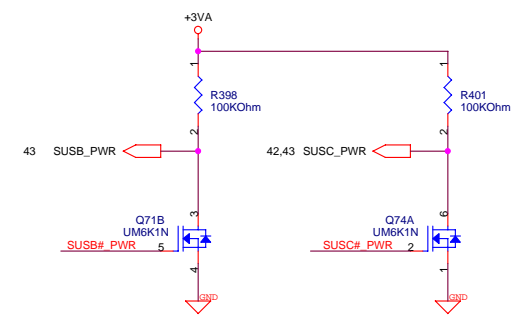 +3VA
1
R398
100KOhm
2
1
R401
100KOhm
2
43 SUSB_PWR
42,43 SUSC_PWR
3
Q71B
UM6K1N
SUSB#_PWR 5
4
GND
6
Q74A
UM6K1N
SUSC#_PWR 2
1
GND